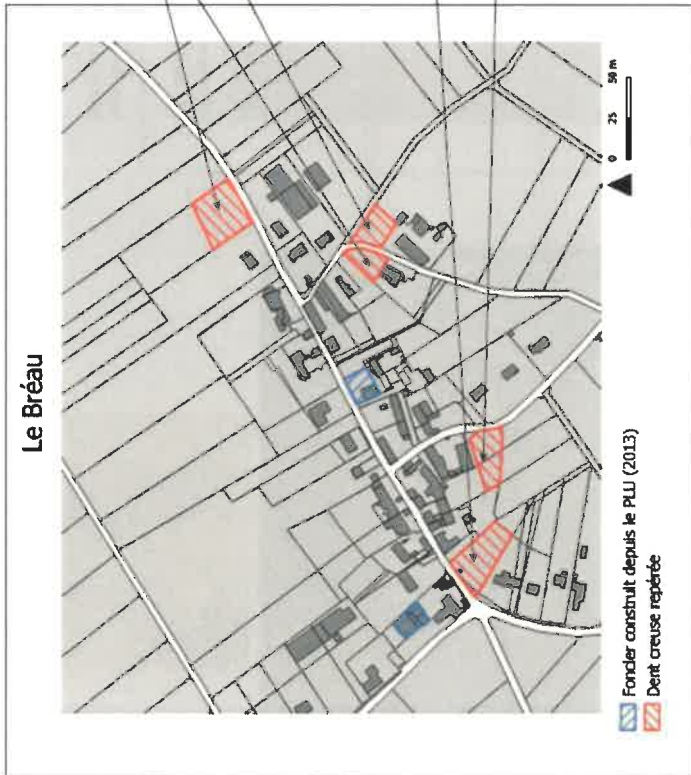 Le Bréau
0 25 50 m
Foncier construit depuis le PLU (2013)
Dent creuse repérée